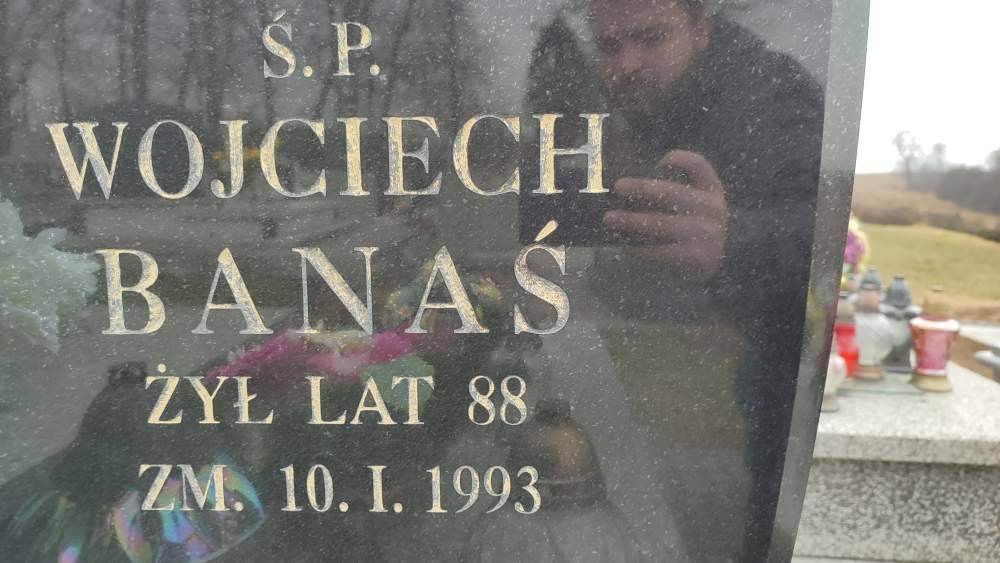 Ś. P.
WOJCIECH
BANAŚ
ŻYŁ LAT 88
ZM. 10. I. 1993